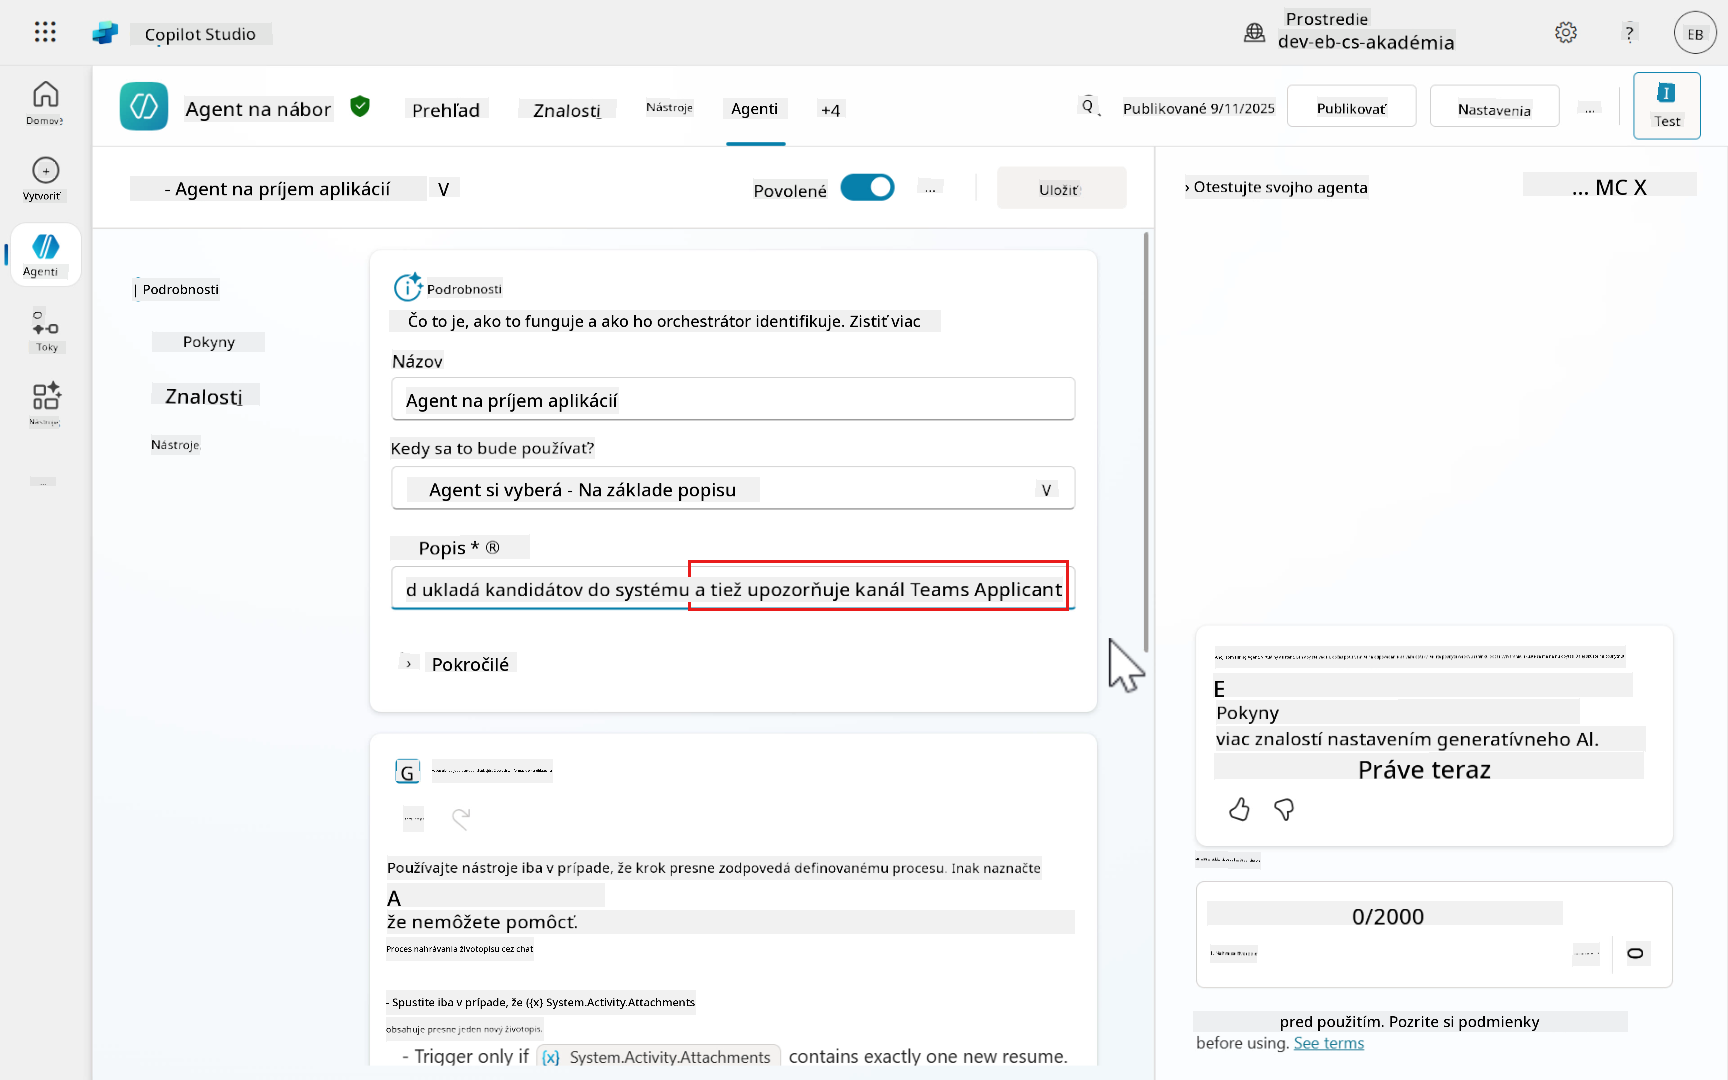 Copilot Studio
Prostredie
dev-eb-cs-akadémia
?
EB
Domov
Agent na nábor
Prehľad
Znalosti
Nástroje
Agenti
+4
Publikované 9/11/2025
Publikovať
Nastavenia
...
Test
Vytvoriť
- Agent na príjem aplikácií
V
Povolené
...
Uložiť
› Otestujte svojho agenta
... MC X
Agenti
| Podrobnosti
Podrobnosti
Čo to je, ako to funguje a ako ho orchestrátor identifikuje. Zistiť viac
Toky
Pokyny
Názov
Znalosti
Agent na príjem aplikácií
Nástroje
Nástroje
Kedy sa to bude používať?
Agent si vyberá - Na základe popisu
V
Popis * ®
d ukladá kandidátov do systému a tiež upozorňuje kanál Teams Applicant
› Pokročilé
E
Pokyny
viac znalostí nastavením generatívneho AI.
Práve teraz
G
Používajte nástroje iba v prípade, že krok presne zodpovedá definovanému procesu. Inak naznačte
A
že nemôžete pomôcť.
Proces nahrávania životopisu cez chat
0/2000
- Spustite iba v prípade, že ({x} System.Activity.Attachments
obsahuje presne jeden nový životopis.
- Trigger only if {x} System.Activity.Attachments contains exactly one new resume.
pred použitím. Pozrite si podmienky
before using. See terms